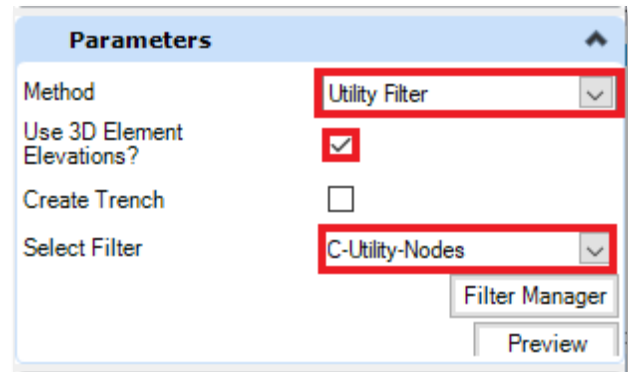 Parameters
Method Utility Filter
Use 3D Element
Elevations?
Create Trench
Select Filter C-Utility-Nodes
Filter Manager
Preview